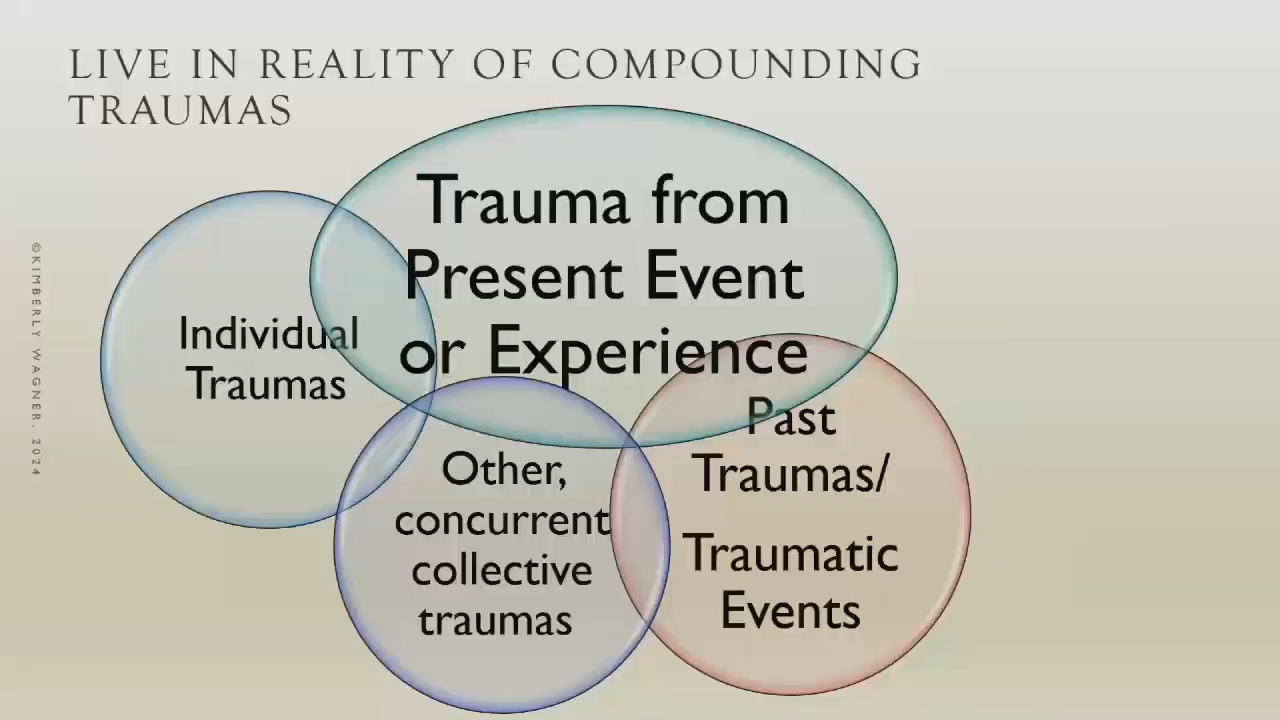 LIVE IN REALITY OF COMPOUNDING
TRAUMAS
Trauma from
Present Event
or Experience
Individual
Traumas
Other,
concurrent
collective
traumas
Past
Traumas/
Traumatic
Events
©KIMBERLY WAGNER, 2024